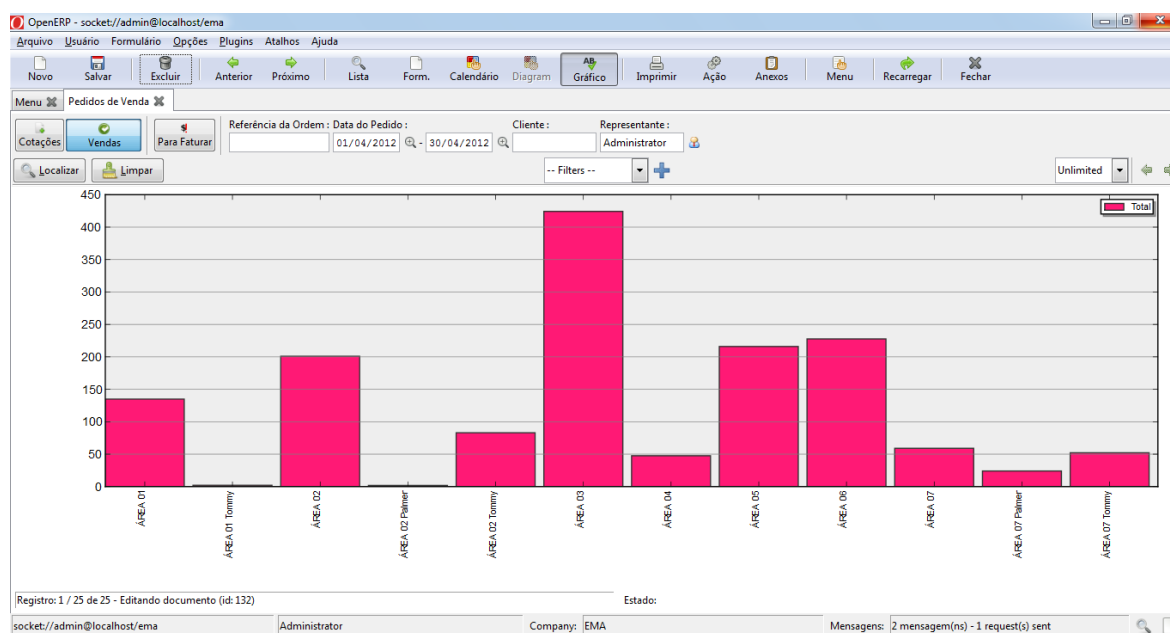 OpenERP - socket://admin@localhost/ema
Arquivo Usuário Formulário Opções Plugins Atalhos Ajuda
Novo Salvar Excluir Anterior Próximo Lista Form. Calendário Diagram Gráfico Imprimir Ação Anexos Menu Recarregar Fechar
Menu Pedidos de Venda
Referência da Ordem : Data do Pedido : Cliente : Representante :
Cotações Vendas Para Faturar 01/04/2012 - 30/04/2012 Administrator
Localizar Limpar -- Filters -- Unlimited
Total
450
400
350
300
250
200
150
100
50
0
ÁREA 01
ÁREA 01 Tommy
ÁREA 02
ÁREA 02 Palmer
ÁREA 02 Tommy
ÁREA 03
ÁREA 04
ÁREA 05
ÁREA 06
ÁREA 07
ÁREA 07 Palmer
ÁREA 07 Tommy
Registro: 1 / 25 de 25 - Editando documento (id: 132) Estado:
socket://admin@localhost/ema Administrator Company: EMA Mensagens: 2 mensagem(ns) - 1 request(s) sent